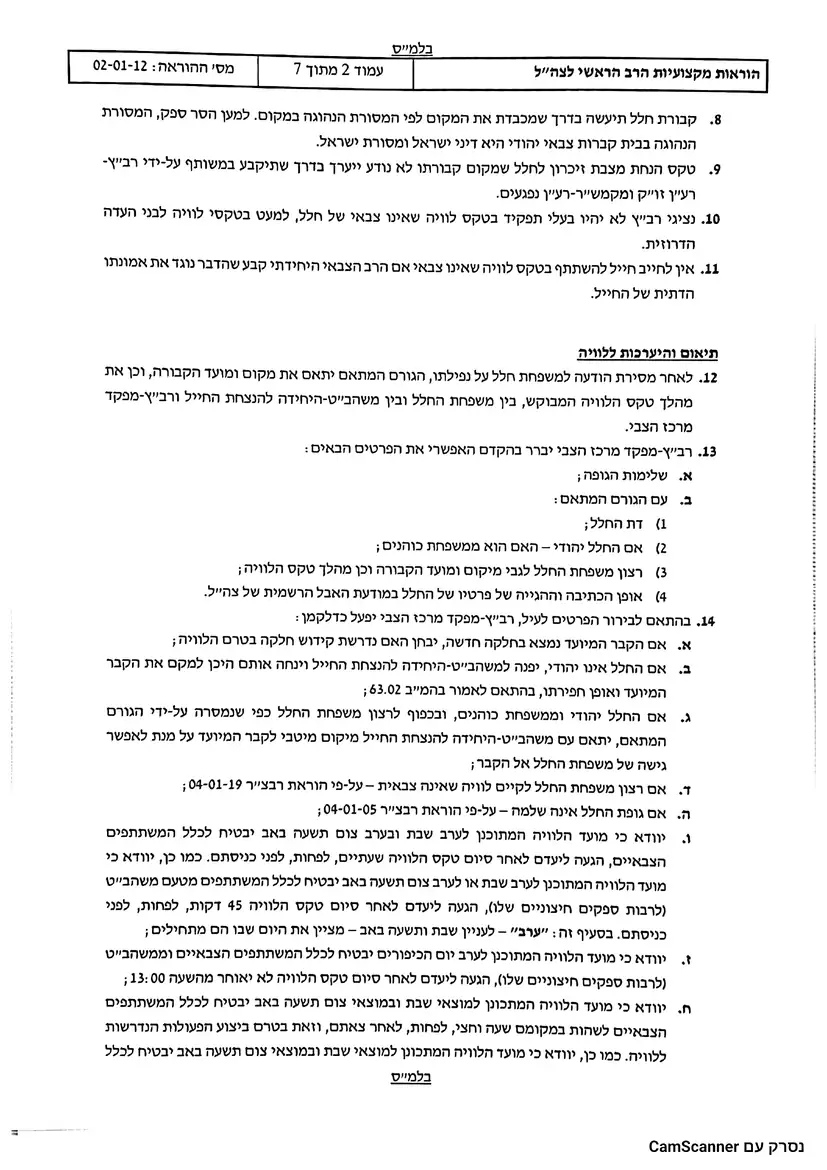 בלמ״ס
הוראות מקצועיות הרב הראשי לצה״ל
עמוד 2 מתוך 7
מס׳ ההוראה: 02-01-12
8. קבורת חלל תיעשה בדרך שמכבדת את המקום לפי המסורת הנהוגה במקום. למען הסר ספק, המסורת
הנהוגה בבית קברות צבאי יהודי היא דיני ישראל ומסורת ישראל.
9. טקס הנחת מצבת זיכרון לחלל שמקום קבורתו לא נודע ייערך בדרך שתיקבע במשותף על-ידי רב״ץ-
רע״ן זו״ק ומקמש״ר-רע״ן נפגעים.
10. נציגי רב״ץ לא יהיו בעלי תפקיד בטקס לוויה שאינו צבאי של חלל, למעט בטקסי לוויה לבני העדה
הדרוזית.
11. אין לחייב חייל להשתתף בטקס לוויה שאינו צבאי אם הרב הצבאי היחידתי קבע שהדבר נוגד את אמונתו
הדתית של החייל.
תיאום והיערכות ללוויה
12. לאחר מסירת הודעה למשפחת חלל על נפילתו, הגורם המתאם יתאם את מקום ומועד הקבורה, וכן את
מהלך טקס הלוויה המבוקש, בין משפחת החלל ובין משהב״ט-היחידה להנצחת החייל ורב״ץ-מפקד
מרכז הצבי.
13. רב״ץ-מפקד מרכז הצבי יברר בהקדם האפשרי את הפרטים הבאים:
א. שלימות הגופה;
ב. עם הגורם המתאם:
1) דת החלל;
2) אם החלל יהודי – האם הוא ממשפחת כוהנים;
3) רצון משפחת החלל לגבי מיקום ומועד הקבורה וכן מהלך טקס הלוויה;
4) אופן הכתיבה וההגייה של פרטיו של החלל במודעת האבל הרשמית של צה״ל.
14. בהתאם לבירור הפרטים לעיל, רב״ץ-מפקד מרכז הצבי יפעל כדלקמן:
א. אם הקבר המיועד נמצא בחלקה חדשה, יבחן האם נדרשת קידוש חלקה בטרם הלוויה;
ב. אם החלל אינו יהודי, יפנה למשהב״ט-היחידה להנצחת החייל וינחה אותם היכן למקם את הקבר
המיועד ואופן חפירתו, בהתאם לאמור בהמ״ב 63.02;
ג. אם החלל יהודי וממשפחת כוהנים, ובכפוף לרצון משפחת החלל כפי שנמסרה על-ידי הגורם
המתאם, יתאם עם משהב״ט-היחידה להנצחת החייל מיקום מיטבי לקבר המיועד על מנת לאפשר
גישה של משפחת החלל אל הקבר;
ד. אם רצון משפחת החלל לקיים לוויה שאינה צבאית – על-פי הוראת רבצ״ר 04-01-19;
ה. אם גופת החלל אינה שלמה – על-פי הוראת רבצ״ר 04-01-05;
ו. יוודא כי מועד הלוויה המתוכנן לערב שבת ובערב צום תשעה באב יבטיח לכלל המשתתפים
הצבאיים, הגעה ליעדם לאחר סיום טקס הלוויה שעתיים, לפחות, לפני כניסתם. כמו כן, יוודא כי
מועד הלוויה המתוכנן לערב שבת או לערב צום תשעה באב יבטיח לכלל המשתתפים מטעם משהב״ט
(לרבות ספקים חיצוניים שלו), הגעה ליעדם לאחר סיום טקס הלוויה 45 דקות, לפחות, לפני
כניסתם. בסעיף זה: "ערב" – לעניין שבת ותשעה באב – מציין את היום שבו הם מתחילים;
ז. יוודא כי מועד הלוויה המתוכנן לערב יום הכיפורים יבטיח לכלל המשתתפים הצבאיים וממשהב״ט
(לרבות ספקים חיצוניים שלו), הגעה ליעדם לאחר סיום טקס הלוויה לא יאוחר מהשעה 13:00;
ח. יוודא כי מועד הלוויה המתכונן למוצאי שבת ובמוצאי צום תשעה באב יבטיח לכלל המשתתפים
הצבאיים לשהות במקומם שעה וחצי, לפחות, לאחר צאתם, וזאת בטרם ביצוע הפעולות הנדרשות
ללוויה. כמו כן, יוודא כי מועד הלוויה המתוכנן למוצאי שבת ובמוצאי צום תשעה באב יבטיח לכלל
בלמ״ס
נסרק עם CamScanner